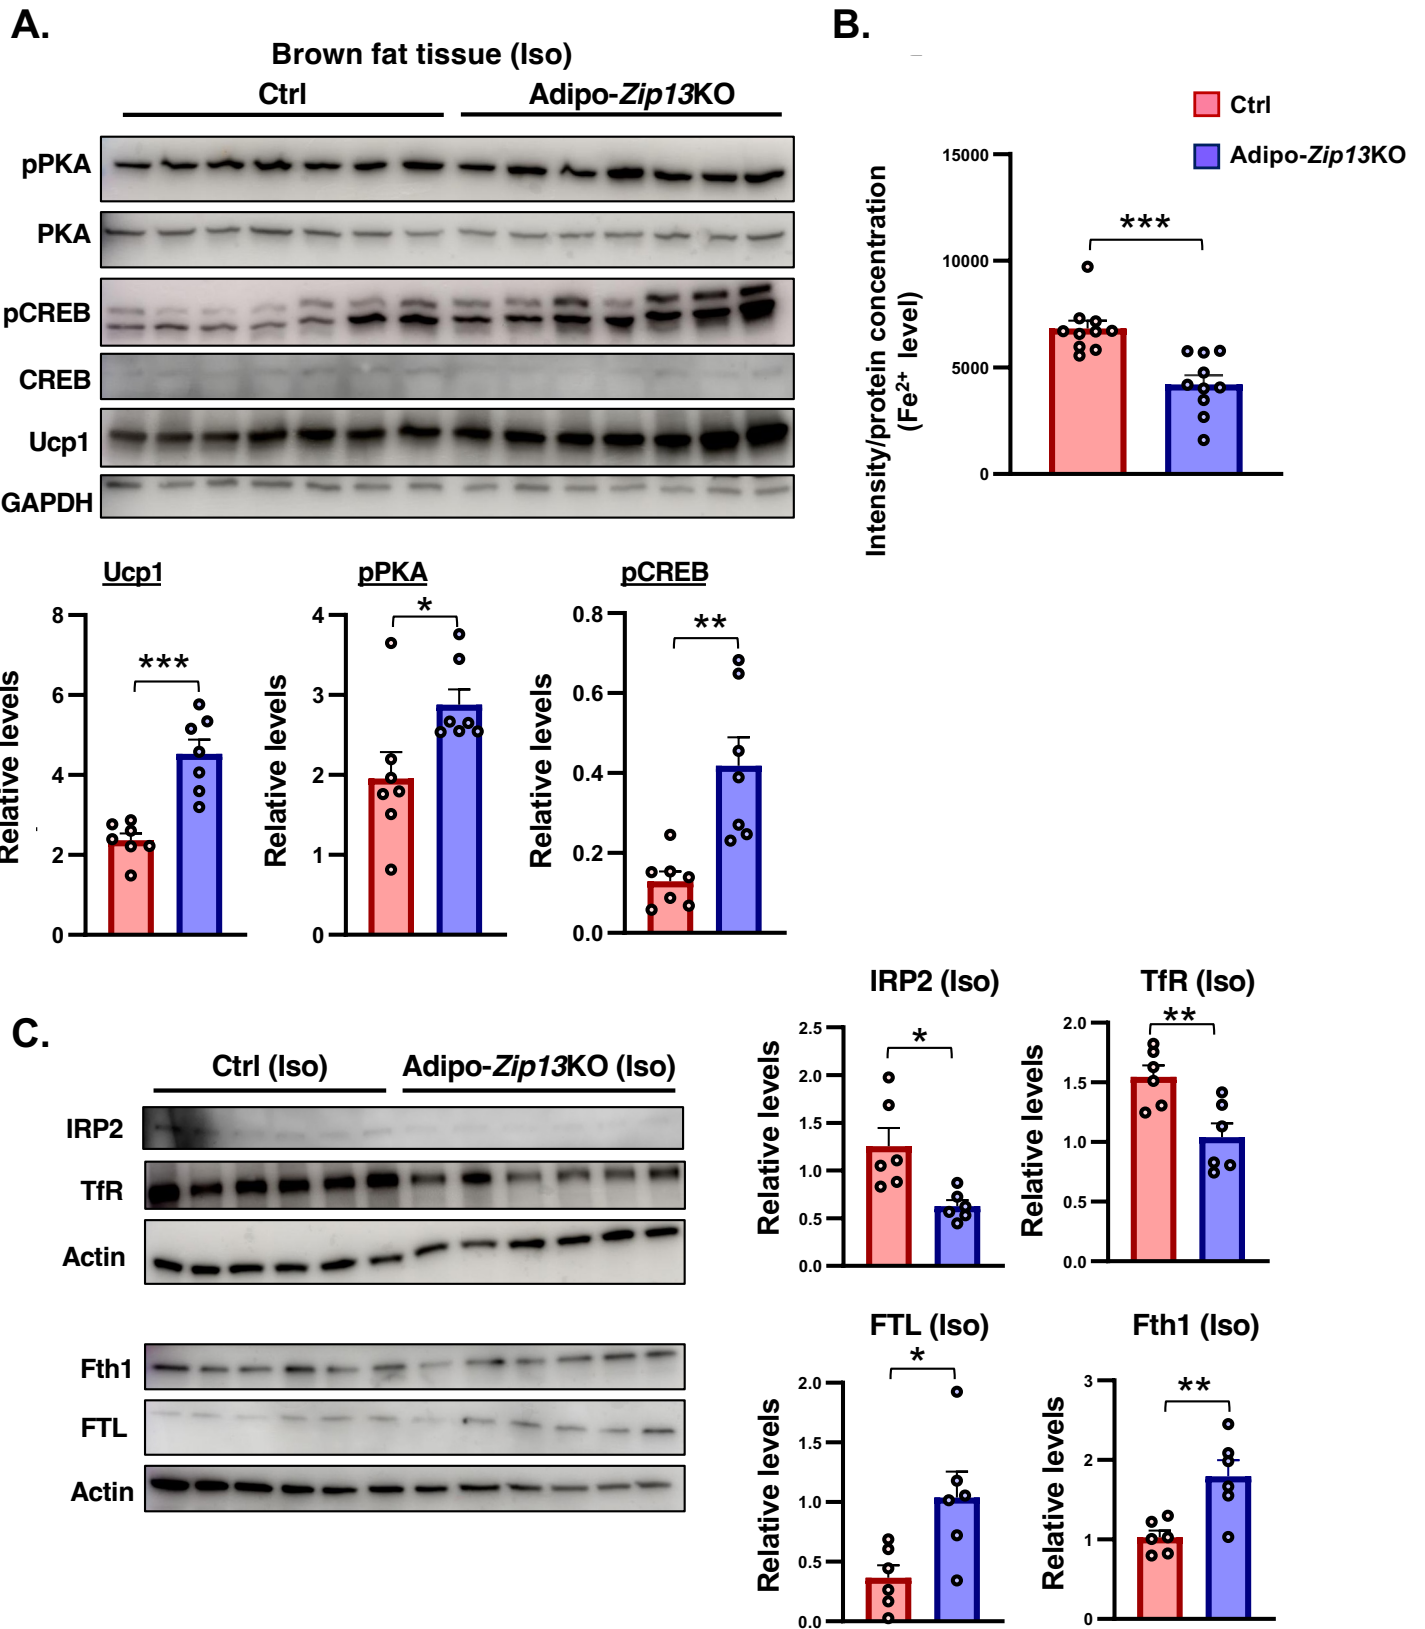 A.
Brown fat tissue (Iso)
Ctrl
Adipo-Zip13KO
pPKA
PKA
pCREB
CREB
Ucp1
GAPDH
Ucp1
Relative levels
8
6
4
2
0
***
pPKA
Relative levels
4
3
2
1
0
*
pCREB
Relative levels
0.8
0.6
0.4
0.2
0.0
**
B.
Ctrl
Adipo-Zip13KO
Intensity/protein concentration
(Fe²⁺ level)
15000
10000
5000
0
***
C.
Ctrl (Iso)
Adipo-Zip13KO (Iso)
IRP2
TfR
Actin
Fth1
FTL
Actin
IRP2 (Iso)
Relative levels
2.5
2.0
1.5
1.0
0.5
0.0
*
TfR (Iso)
Relative levels
2.0
1.5
1.0
0.5
0.0
**
FTL (Iso)
Relative levels
2.0
1.5
1.0
0.5
0.0
*
Fth1 (Iso)
Relative levels
3
2
1
0
**